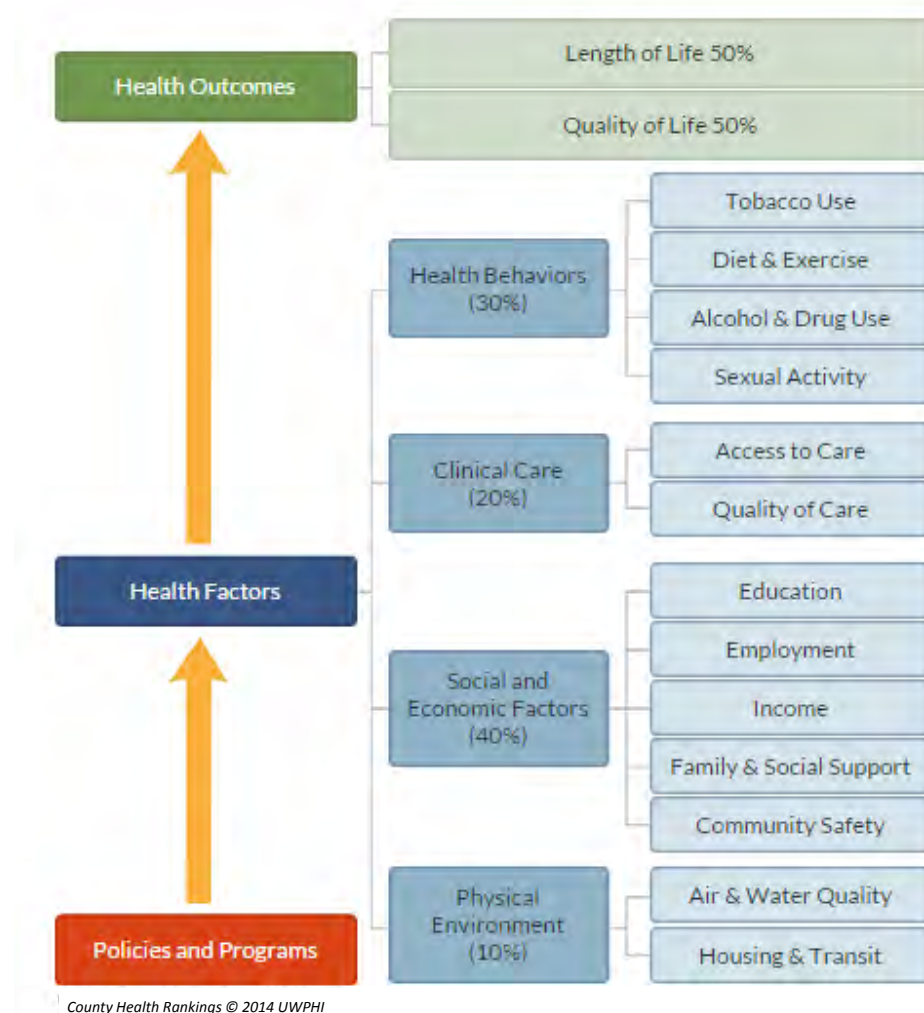 Health Outcomes
Length of Life 50%
Quality of Life 50%
Health Behaviors
(30%)
Tobacco Use
Diet & Exercise
Alcohol & Drug Use
Sexual Activity
Clinical Care
(20%)
Access to Care
Quality of Care
Health Factors
Social and
Economic Factors
(40%)
Education
Employment
Income
Family & Social Support
Community Safety
Policies and Programs
Physical
Environment
(10%)
Air & Water Quality
Housing & Transit
County Health Rankings © 2014 UWPHI